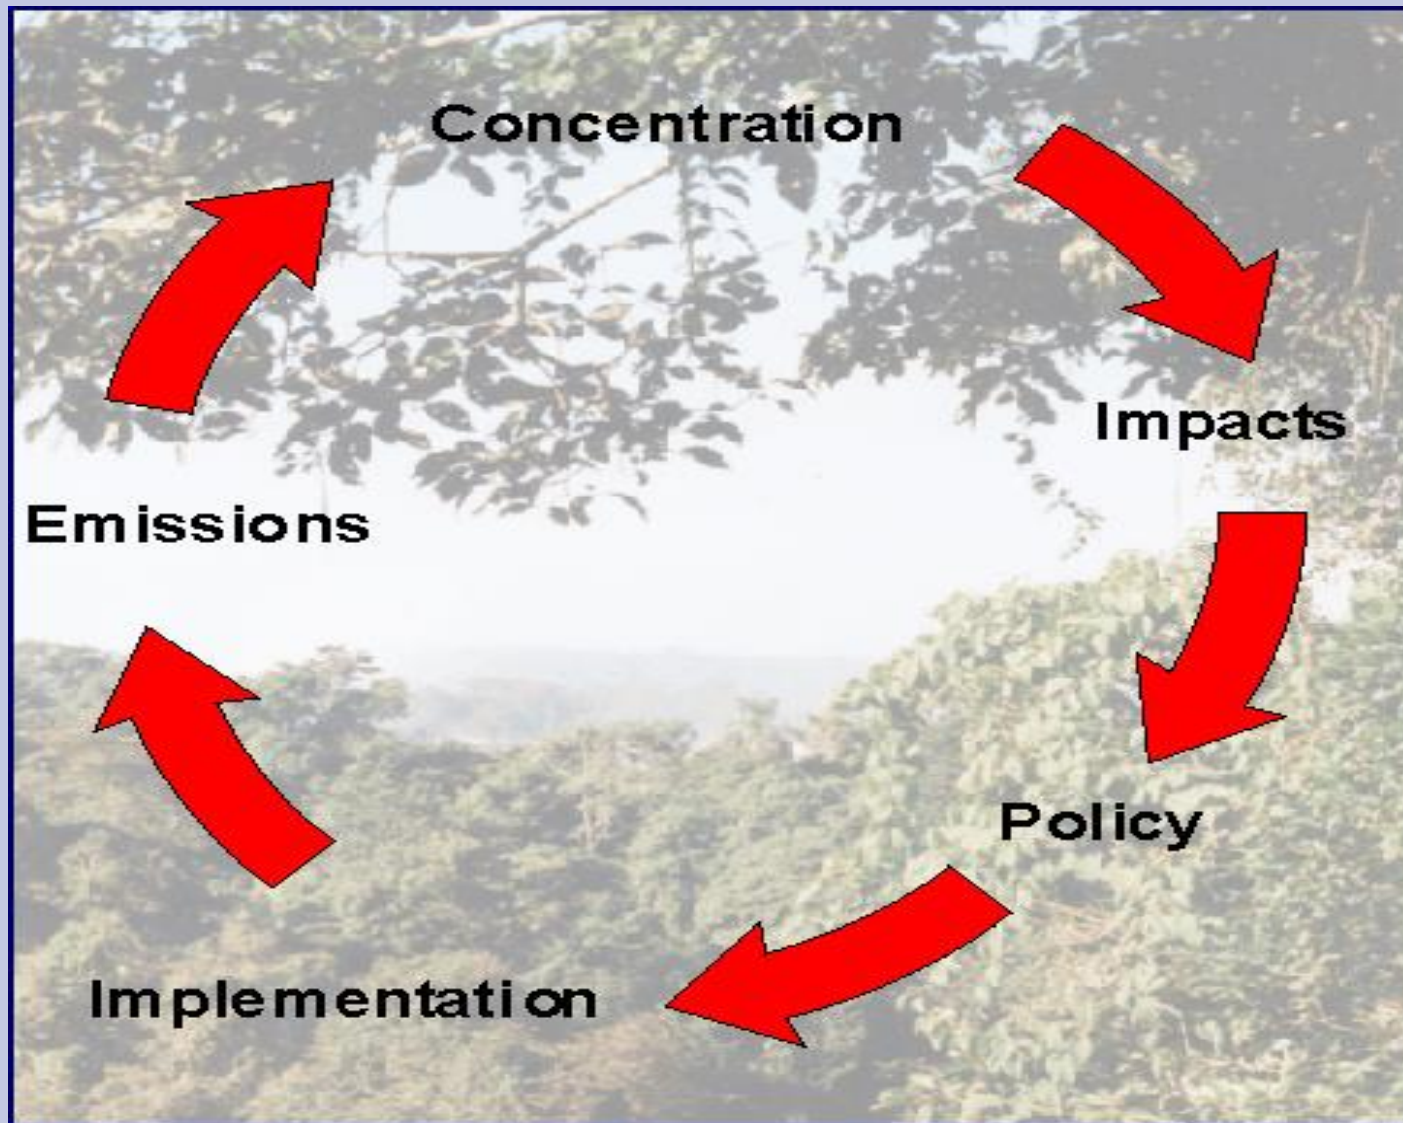 Concentration
Impacts
Emissions
Policy
Implementation